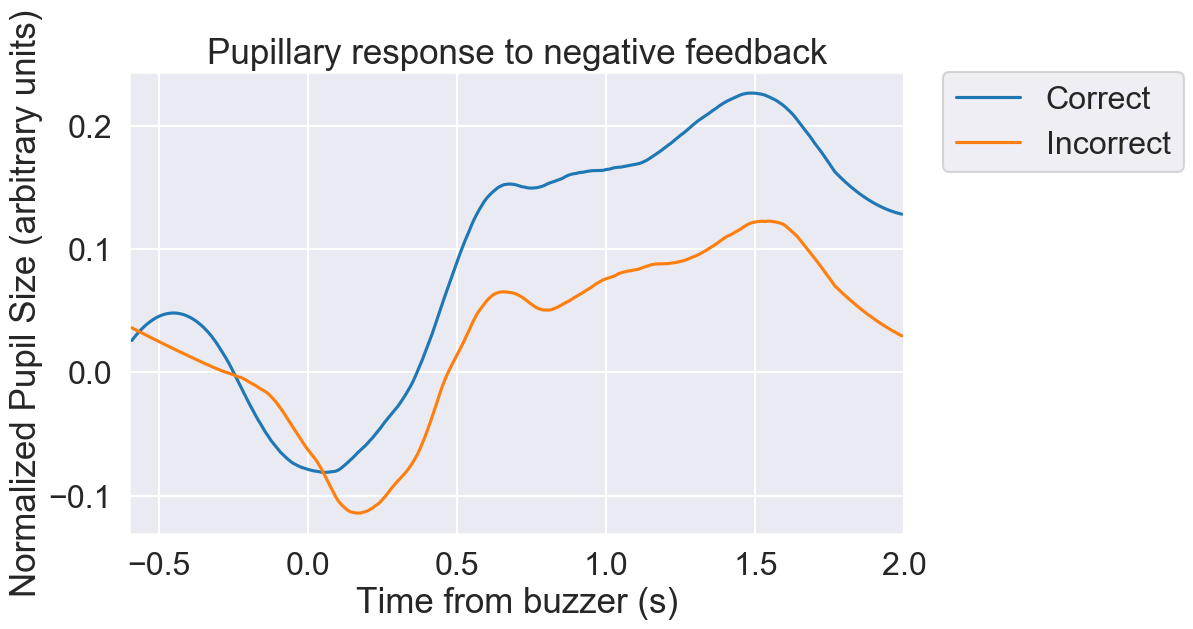 Pupillary response to negative feedback
Correct
Incorrect
Normalized Pupil Size (arbitrary units)
0.2
0.1
0.0
−0.1
−0.5
0.0
0.5
1.0
1.5
2.0
Time from buzzer (s)